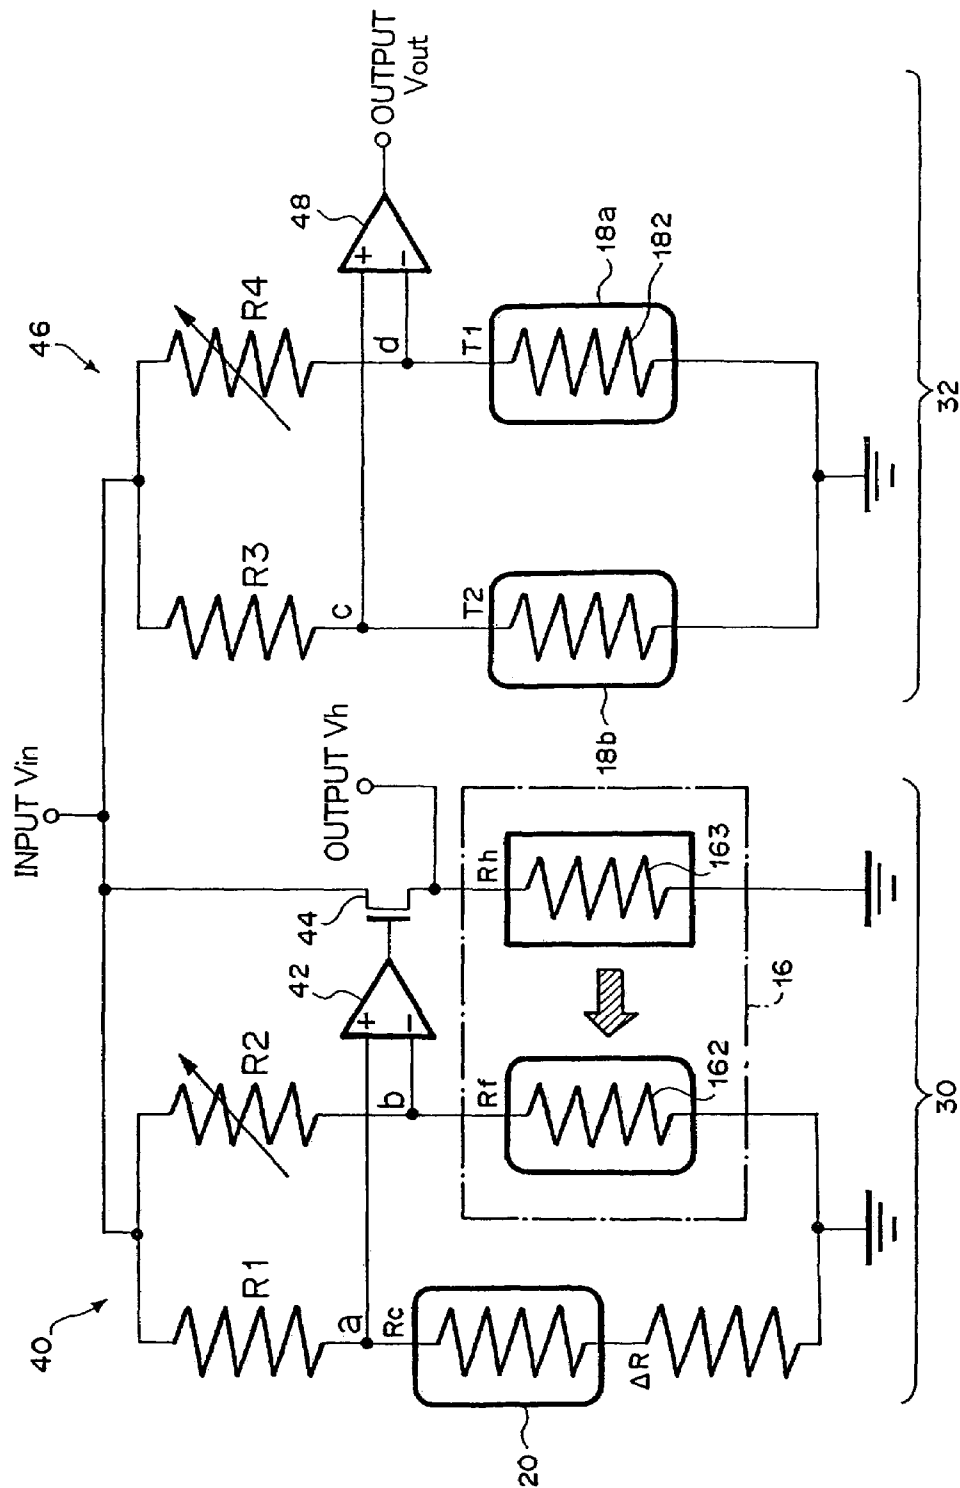 INPUT Vin
40
R1
R2
a
b
Rc
20
ΔR
Rf
162
42
+
−
44
OUTPUT Vh
Rh
163
16
30
46
R3
R4
c
d
T2
18b
T1
18a
182
48
+
−
OUTPUT
Vout
32